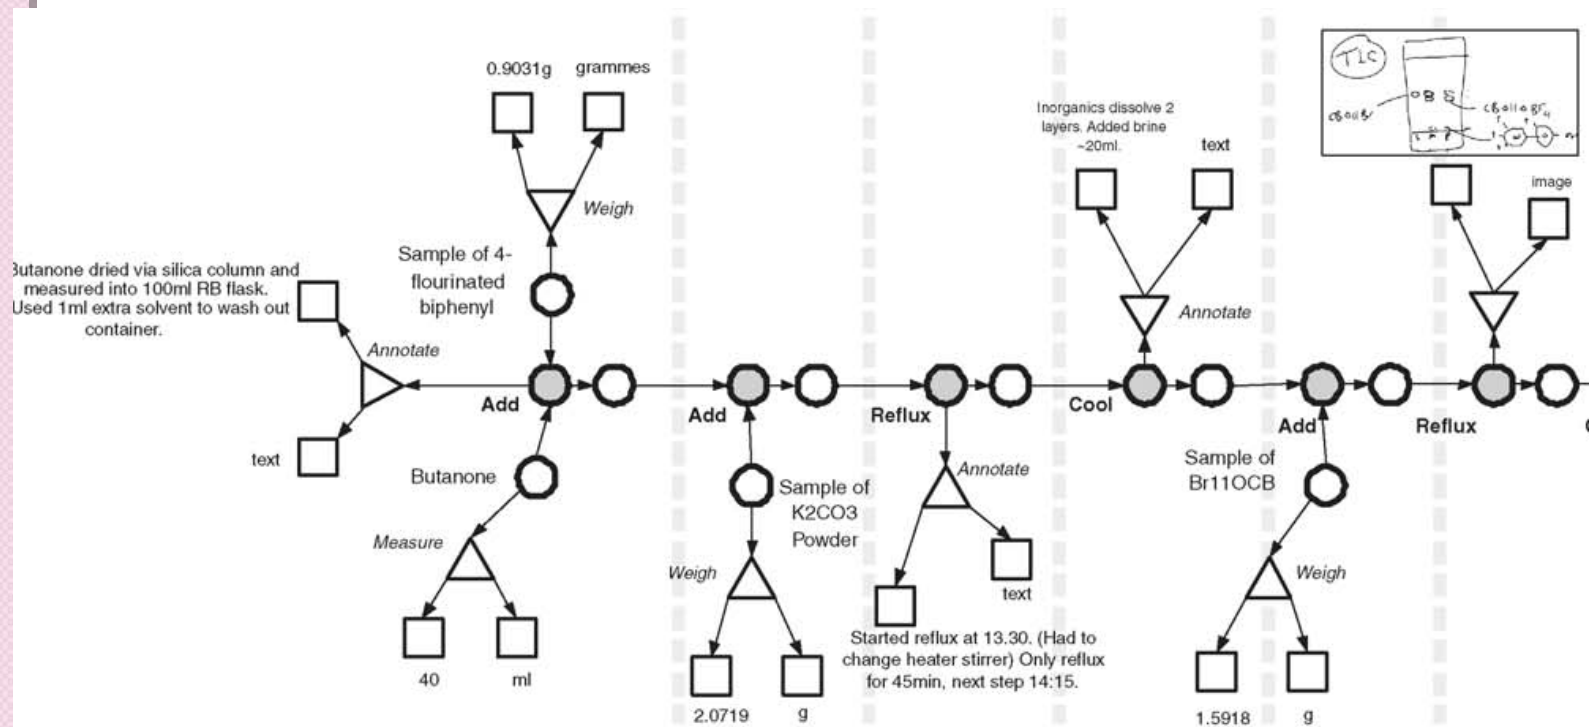 0.9031g
grammes
Weigh
Sample of 4-
flourinated
biphenyl
Butanone dried via silica column and
measured into 100ml RB flask.
Used 1ml extra solvent to wash out
container.
Annotate
text
Add
Butanone
Measure
40
ml
Add
Sample of
K2CO3
Powder
Weigh
2.0719
g
Reflux
Annotate
text
Started reflux at 13.30. (Had to
change heater stirrer) Only reflux
for 45min, next step 14:15.
Inorganics dissolve 2
layers. Added brine
~20ml.
text
Annotate
Cool
Add
Sample of
Br11OCB
Weigh
1.5918
g
TLC
image
Annotate
Reflux